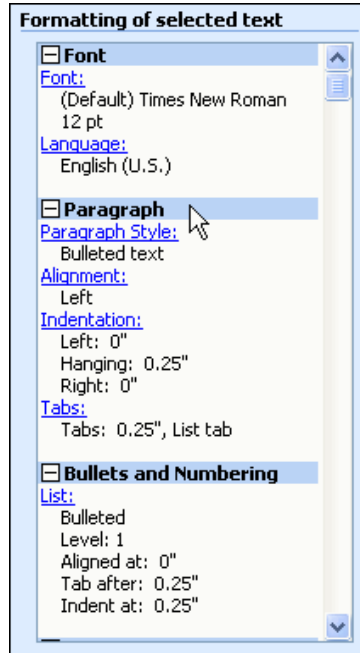 Formatting of selected text
Font
Font:
(Default) Times New Roman
12 pt
Language:
English (U.S.)
Paragraph
Paragraph Style:
Bulleted text
Alignment:
Left
Indentation:
Left:  0"
Hanging:  0.25"
Right:  0"
Tabs:
Tabs:  0.25", List tab
Bullets and Numbering
List:
Bulleted
Level: 1
Aligned at:  0"
Tab after:  0.25"
Indent at:  0.25"